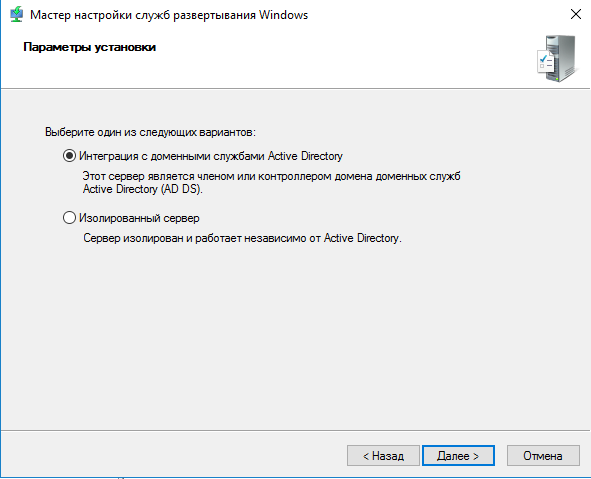 Мастер настройки служб развертывания Windows
Параметры установки
Выберите один из следующих вариантов:
Интеграция с доменными службами Active Directory
Этот сервер является членом или контроллером домена доменных служб
Active Directory (AD DS).
Изолированный сервер
Сервер изолирован и работает независимо от Active Directory.
< Назад
Далее >
Отмена